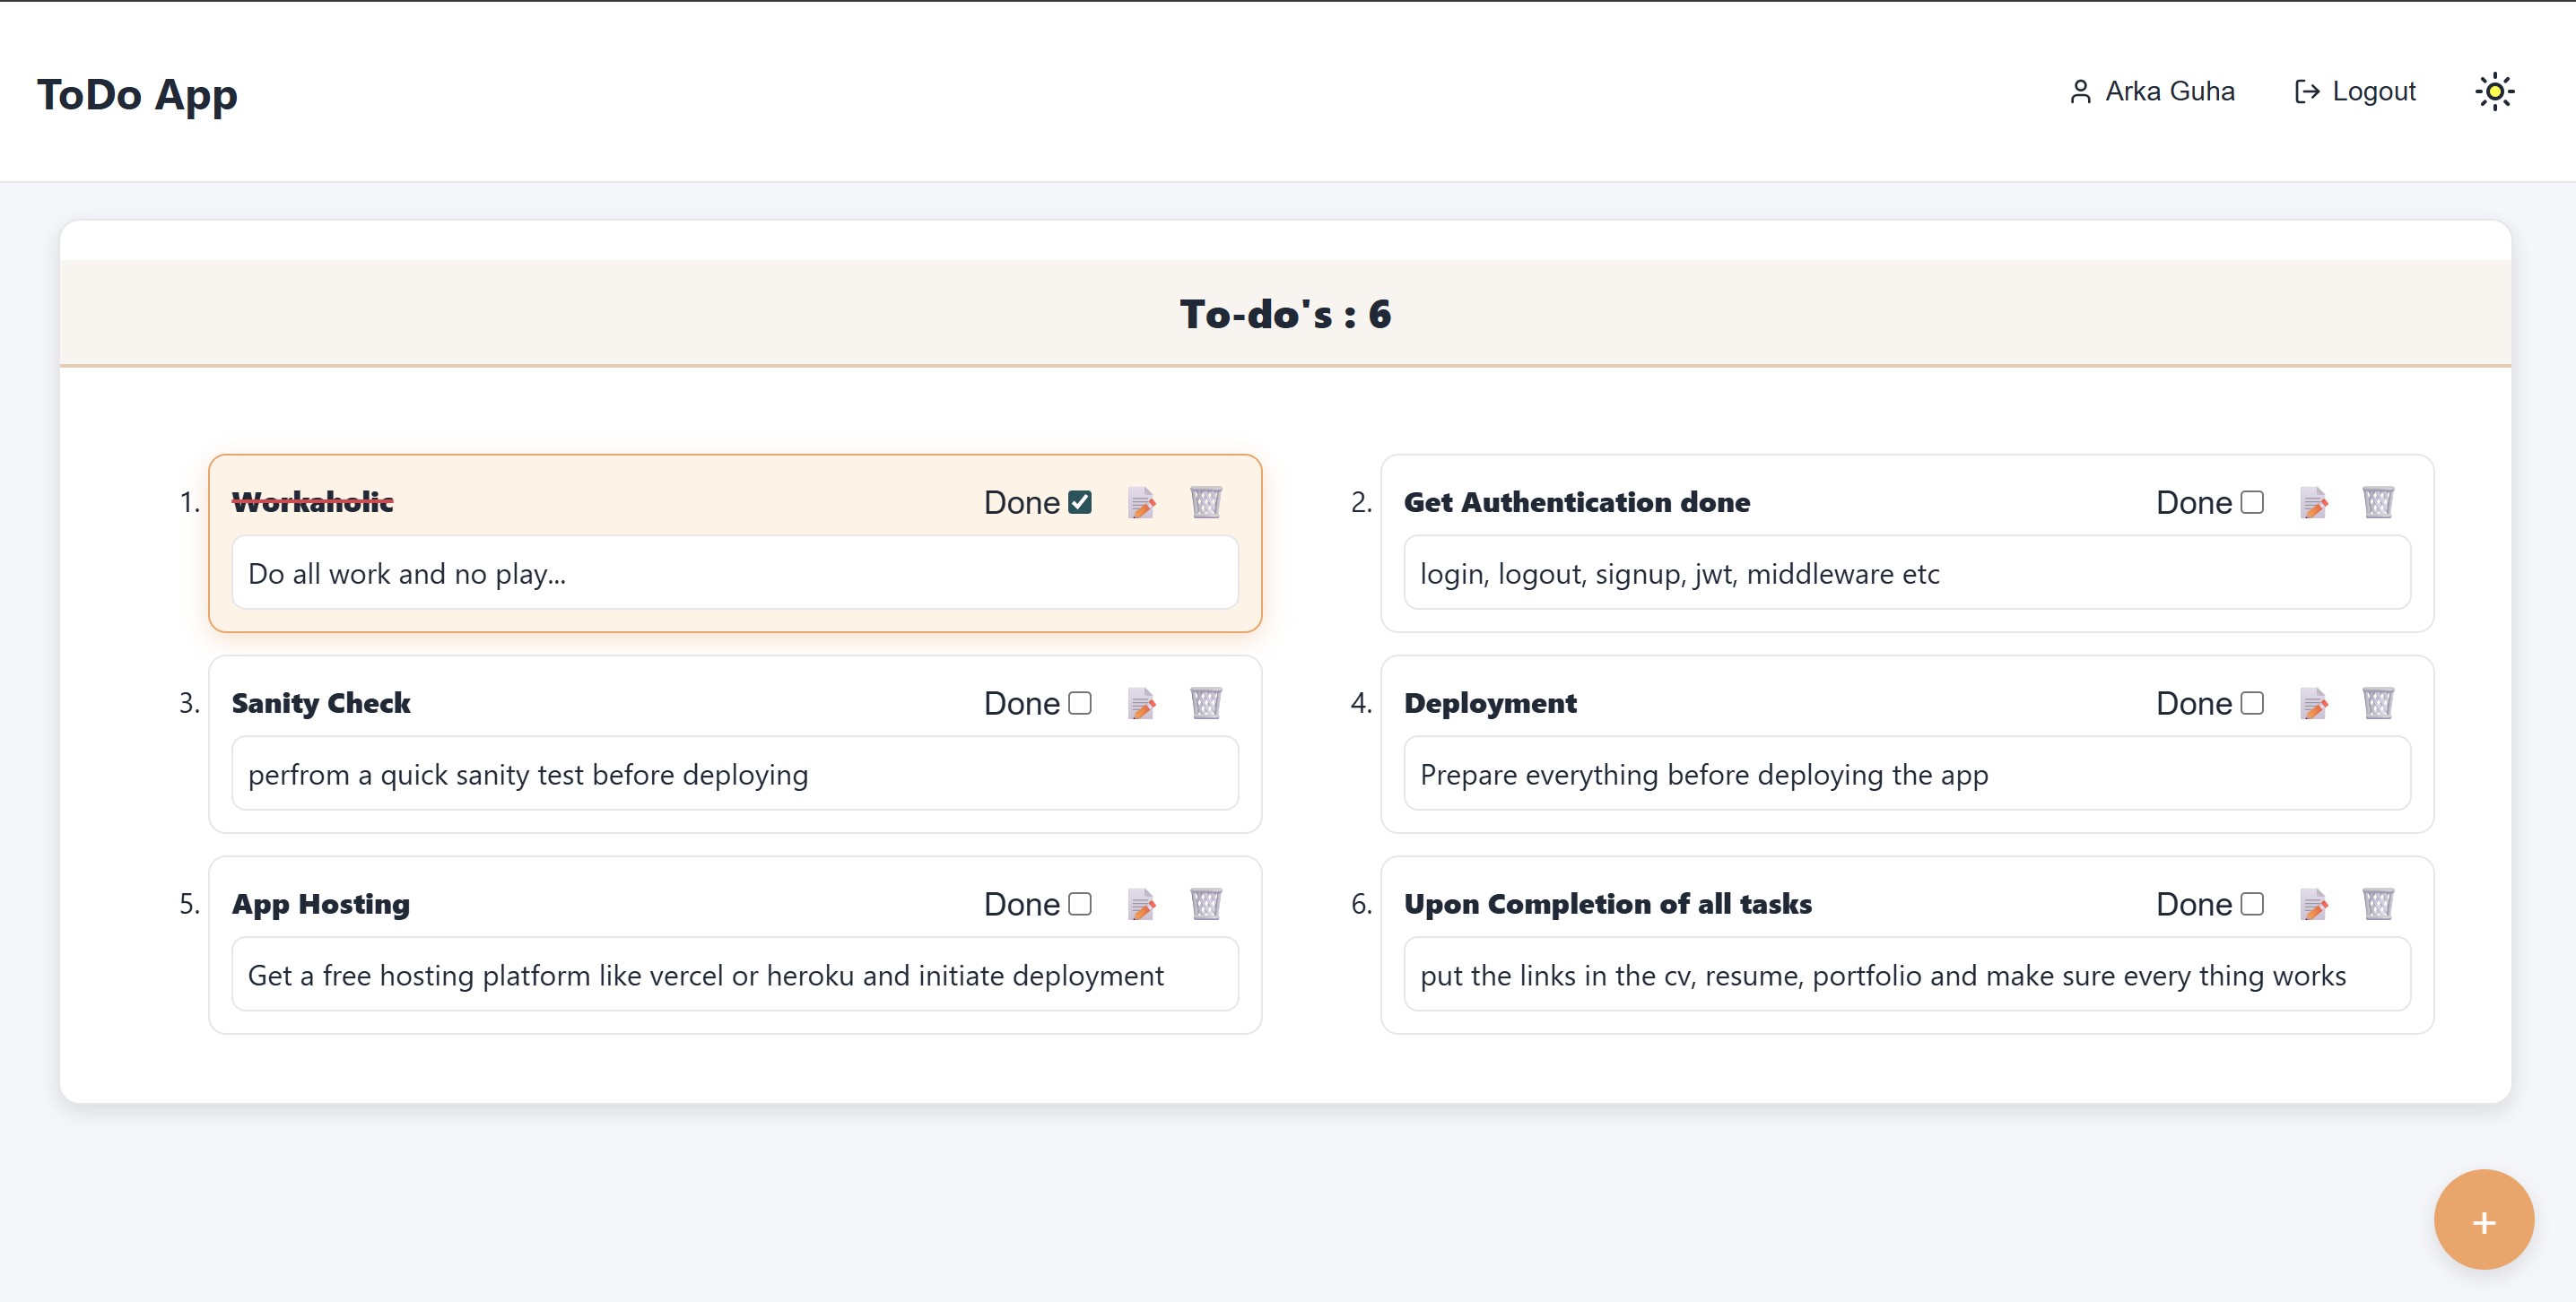 ToDo App
Arka Guha
Logout
To-do's : 6
1. Workaholic Done
Do all work and no play...
2. Get Authentication done Done
login, logout, signup, jwt, middleware etc
3. Sanity Check Done
perfrom a quick sanity test before deploying
4. Deployment Done
Prepare everything before deploying the app
5. App Hosting Done
Get a free hosting platform like vercel or heroku and initiate deployment
6. Upon Completion of all tasks Done
put the links in the cv, resume, portfolio and make sure every thing works
+